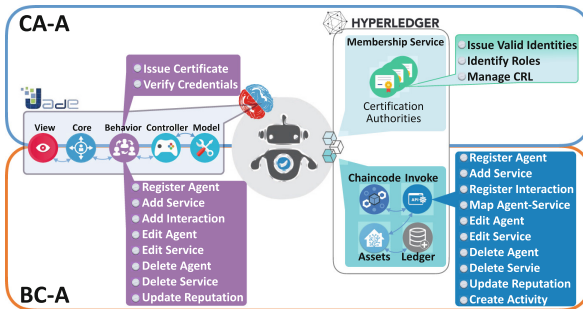 CA-A
HYPERLEDGER
Issue Certificate
Verify Credentials
Membership Service
Certification
Authorities
Issue Valid Identities
Identify Roles
Manage CRL
Jade
View Core Behavior Controller Model
Register Agent
Add Service
Add Interaction
Edit Agent
Edit Service
Delete Agent
Delete Service
Update Reputation
Chaincode Invoke
API
Assets Ledger
Register Agent
Add Service
Register Interaction
Map Agent-Service
Edit Agent
Edit Service
Delete Agent
Delete Servie
Update Reputation
Create Activity
BC-A